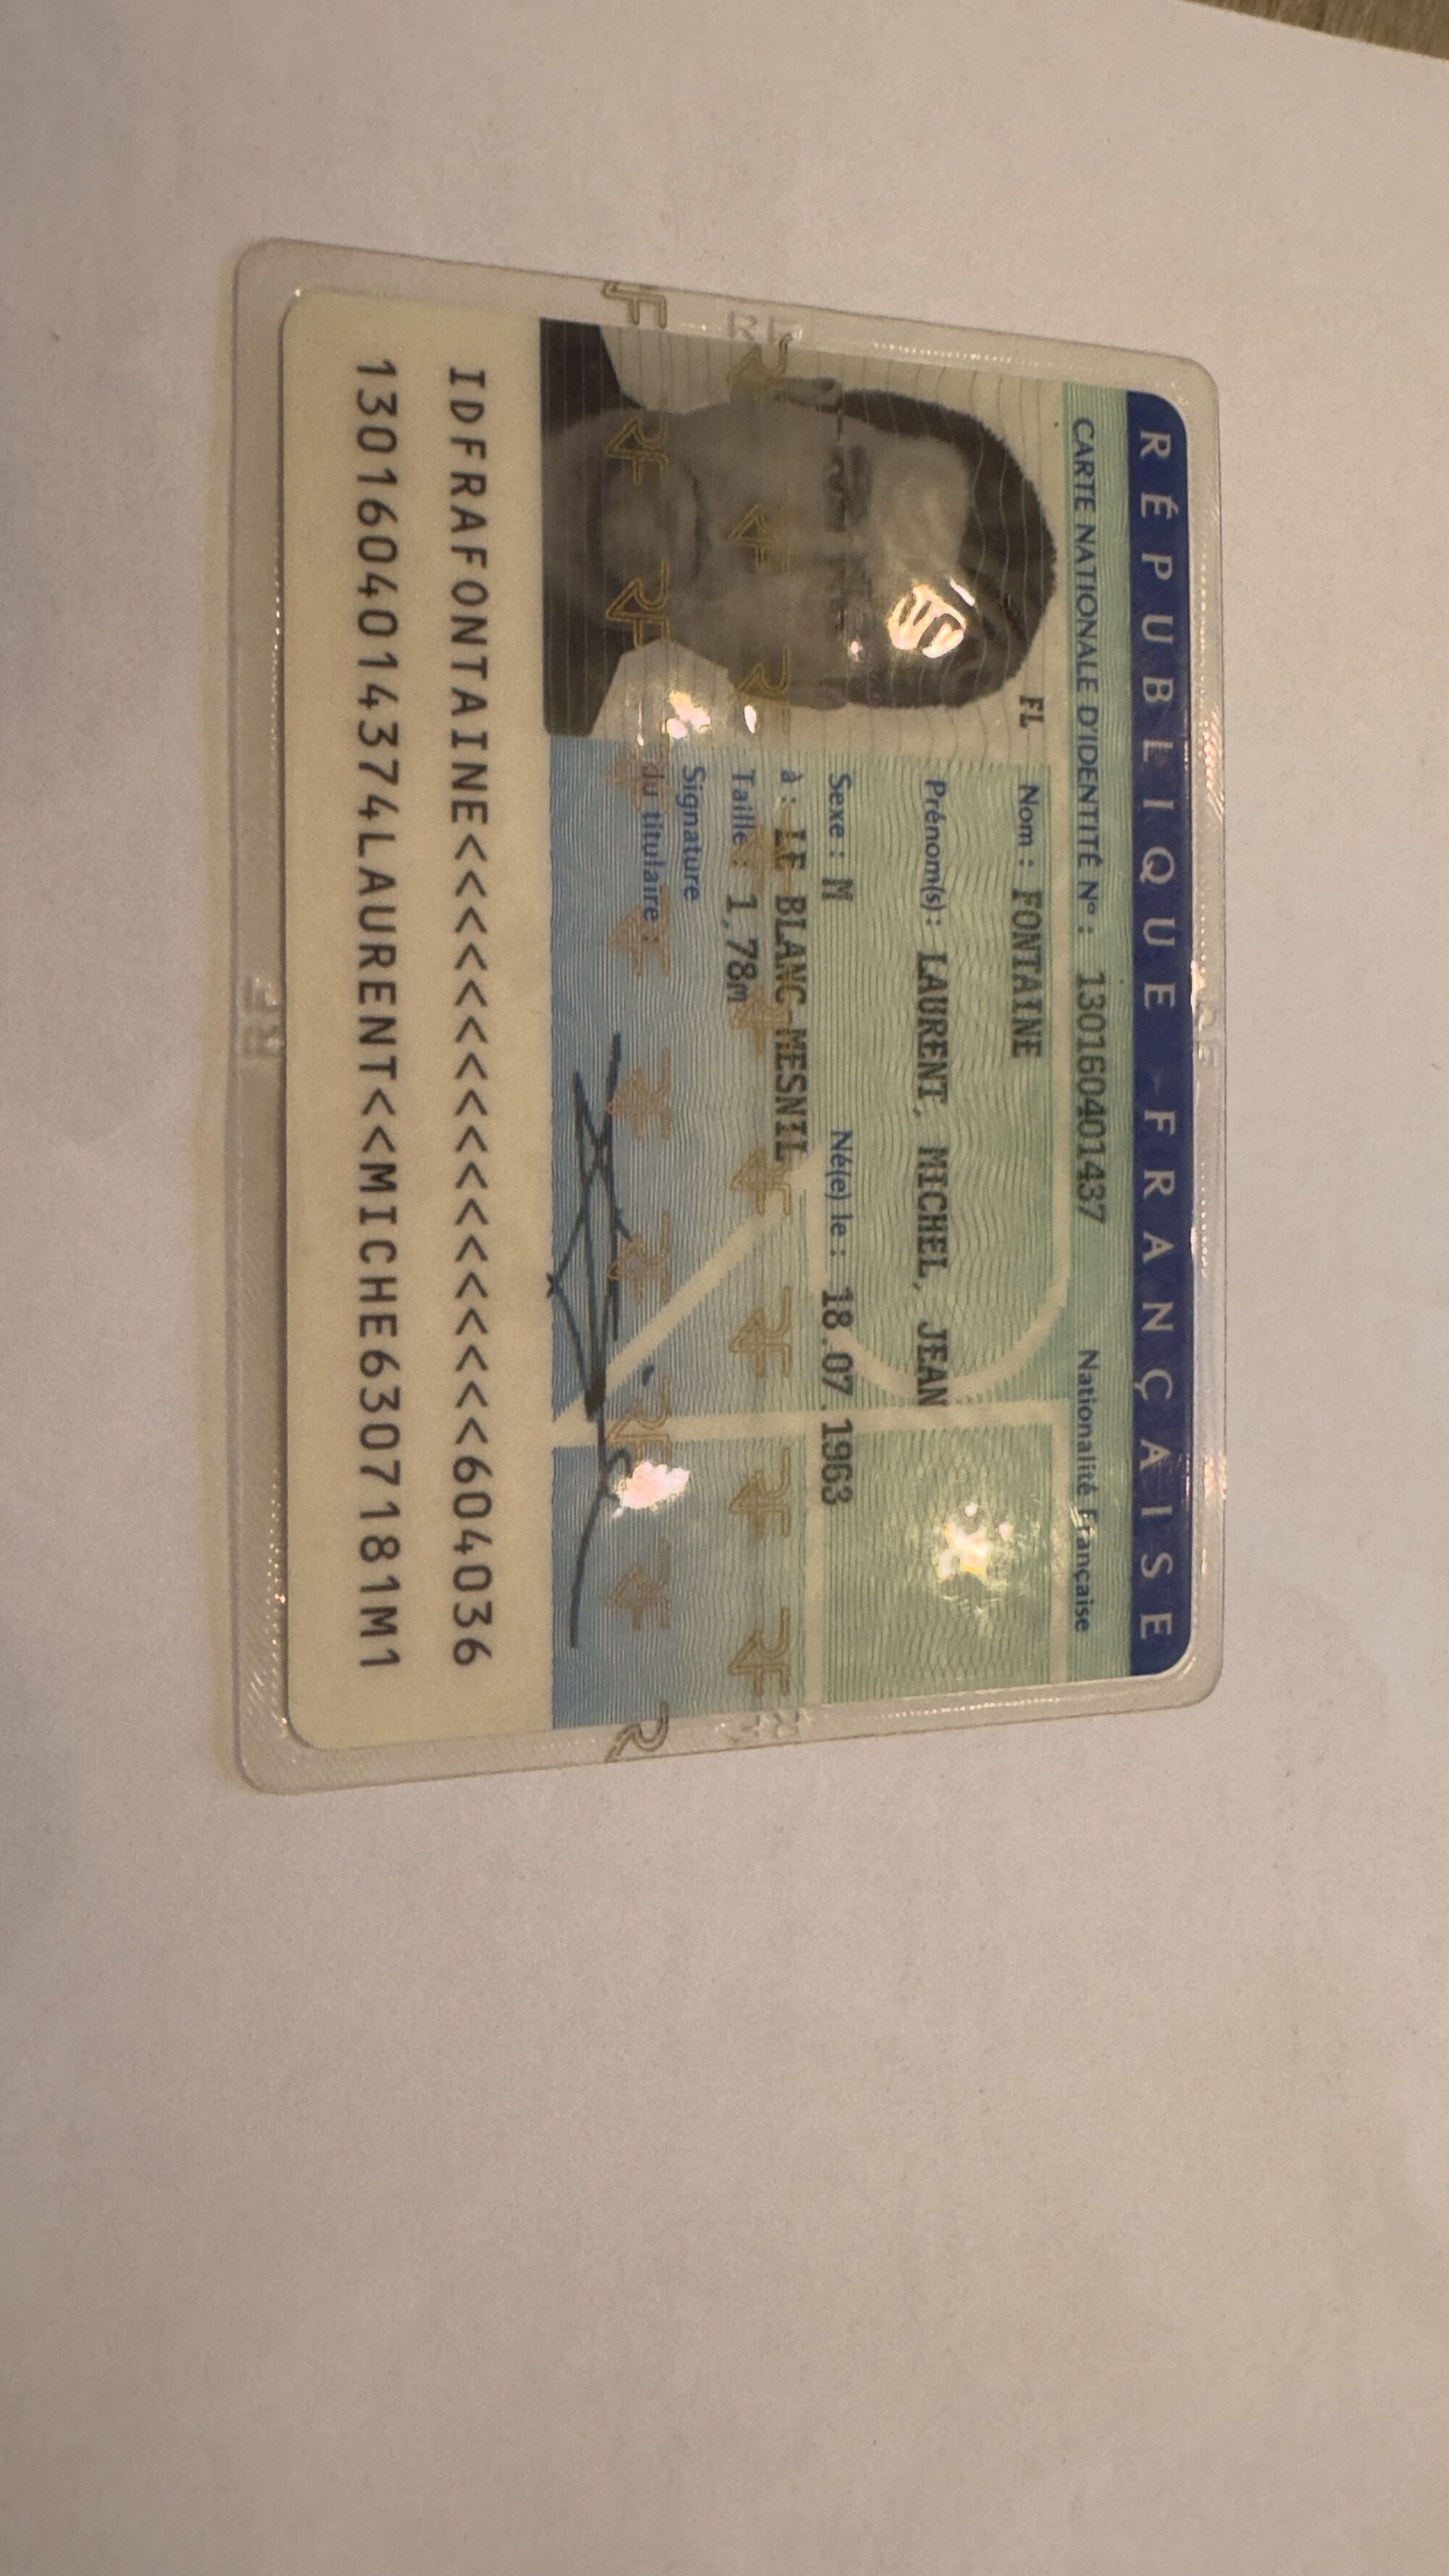 RÉPUBLIQUE FRANÇAISE
CARTE NATIONALE D'IDENTITÉ N° : 130160401437 Nationalité Française
FL Nom : FONTAINE
Prénom(s) : LAURENT, MICHEL, JEAN
Sexe : M Né(e) le : 18.07.1963
à : LE BLANC-MESNIL
Taille : 1,78m
Signature
du titulaire :
IDFRAFONTAINE<<<<<<<<<<<<<<<<<604036
1301604014374LAURENT<<MICHE6307181M1